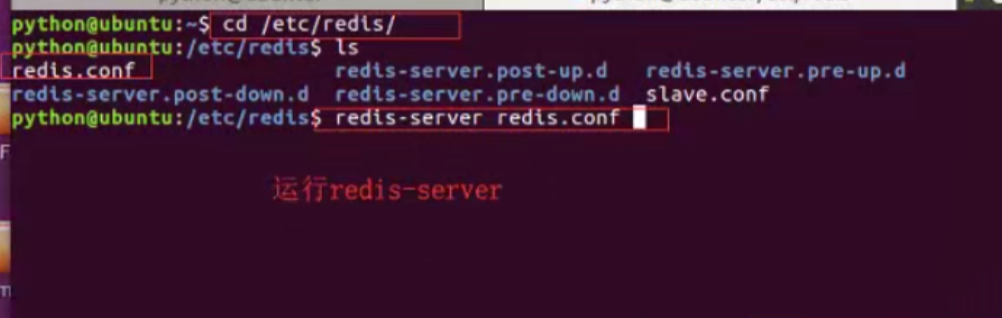 python@ubuntu:~$ cd /etc/redis/
python@ubuntu:/etc/redis$ ls
redis.conf redis-server.post-up.d redis-server.pre-up.d
redis-server.post-down.d redis-server.pre-down.d slave.conf
python@ubuntu:/etc/redis$ redis-server redis.conf
运行redis-server